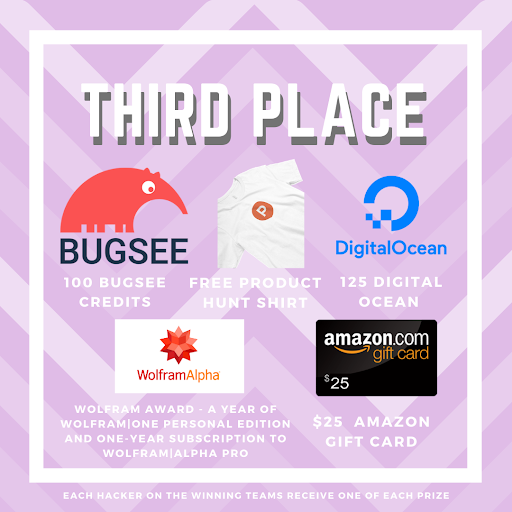 THIRD PLACE
BUGSEE
P
DigitalOcean
100 BUGSEE
CREDITS
FREE PRODUCT
HUNT SHIRT
125 DIGITAL
OCEAN
WolframAlpha
amazon.com
gift card
$25
WOLFRAM AWARD - A YEAR OF
WOLFRAM|ONE PERSONAL EDITION
AND ONE-YEAR SUBSCRIPTION TO
WOLFRAM|ALPHA PRO
$25 AMAZON
GIFT CARD
EACH HACKER ON THE WINNING TEAMS RECEIVE ONE OF EACH PRIZE